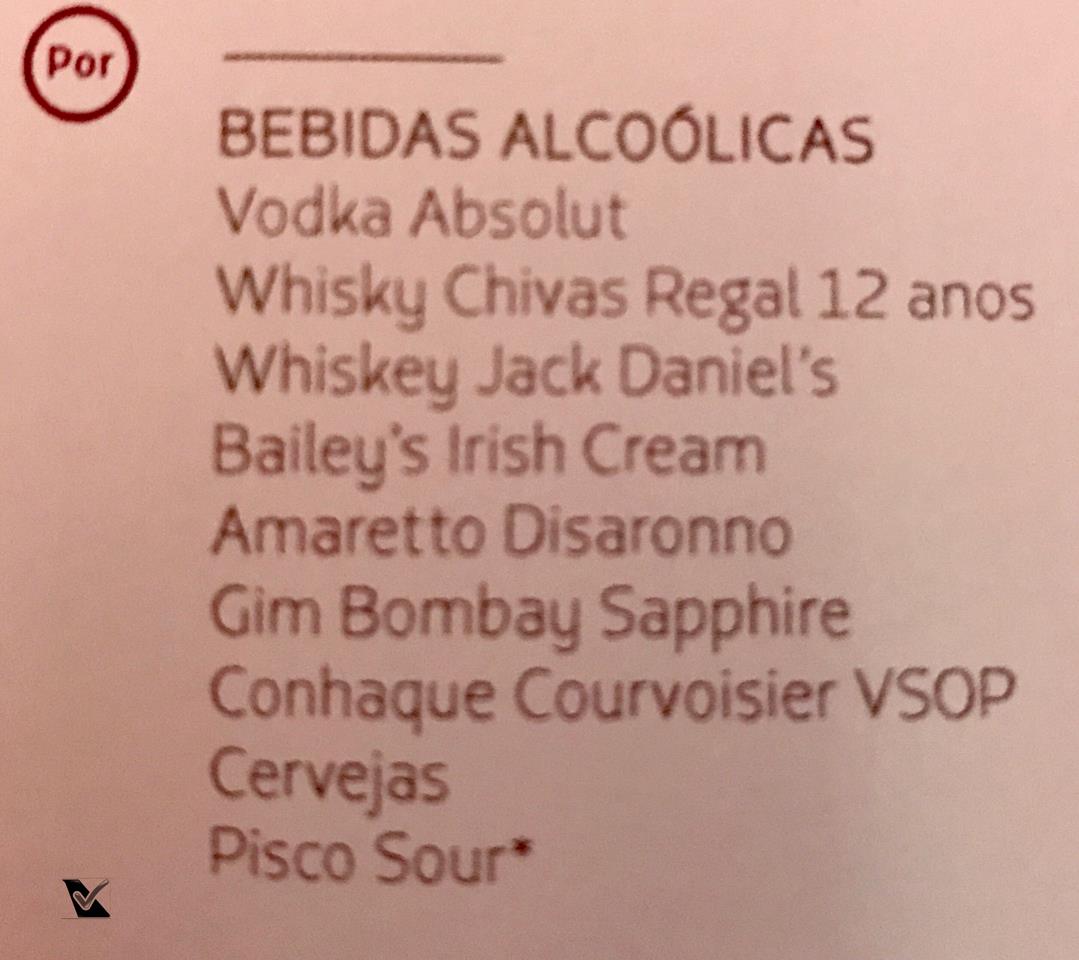 Por
BEBIDAS ALCOÓLICAS
Vodka Absolut
Whisky Chivas Regal 12 anos
Whiskey Jack Daniel's
Bailey's Irish Cream
Amaretto Disaronno
Gim Bombay Sapphire
Conhaque Courvoisier VSOP
Cervejas
Pisco Sour*